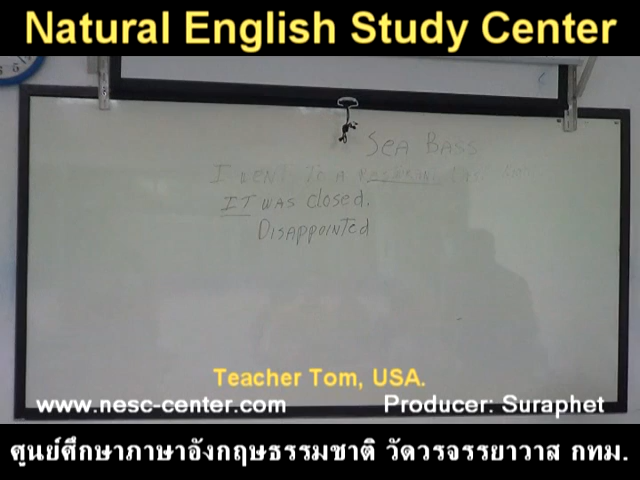 Natural English Study Center
SEA BASS
I WENT TO A RESTAURANT LAST
IT WAS closed.
DISAPPOINTED
Teacher Tom, USA.
www.nesc-center.com Producer: Suraphet
ศูนย์ศึกษาภาษาอังกฤษธรรมชาติ วัดวรจรรยาวาส กทม.